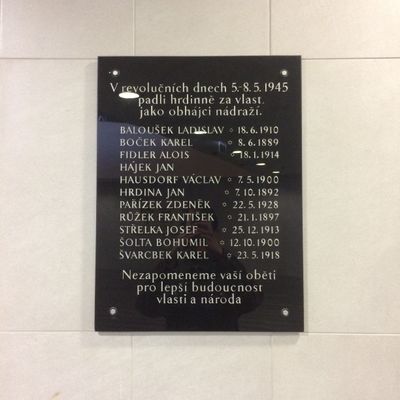 V revolučních dnech 5.-8.5.1945
padli hrdinně za vlast,
jako obhájci nádraží.
BALOUŠEK LADISLAV ☆ 18.6.1910
BOČEK KAREL ☆ 8.6.1889
FIDLER ALOIS ☆ 18.1.1914
HÁJEK JAN
HAUSDORF VÁCLAV ☆ 7.5.1900
HRDINA JAN ☆ 7.10.1892
PAŘÍZEK ZDENĚK ☆ 22.5.1928
RŮŽEK FRANTIŠEK ☆ 21.1.1897
STŘELKA JOSEF ☆ 25.12.1913
ŠOLTA BOHUMIL ☆ 12.10.1900
ŠVARCBEK KAREL ☆ 23.5.1918
Nezapomeneme vaší oběti
pro lepší budoucnost
vlasti a národa